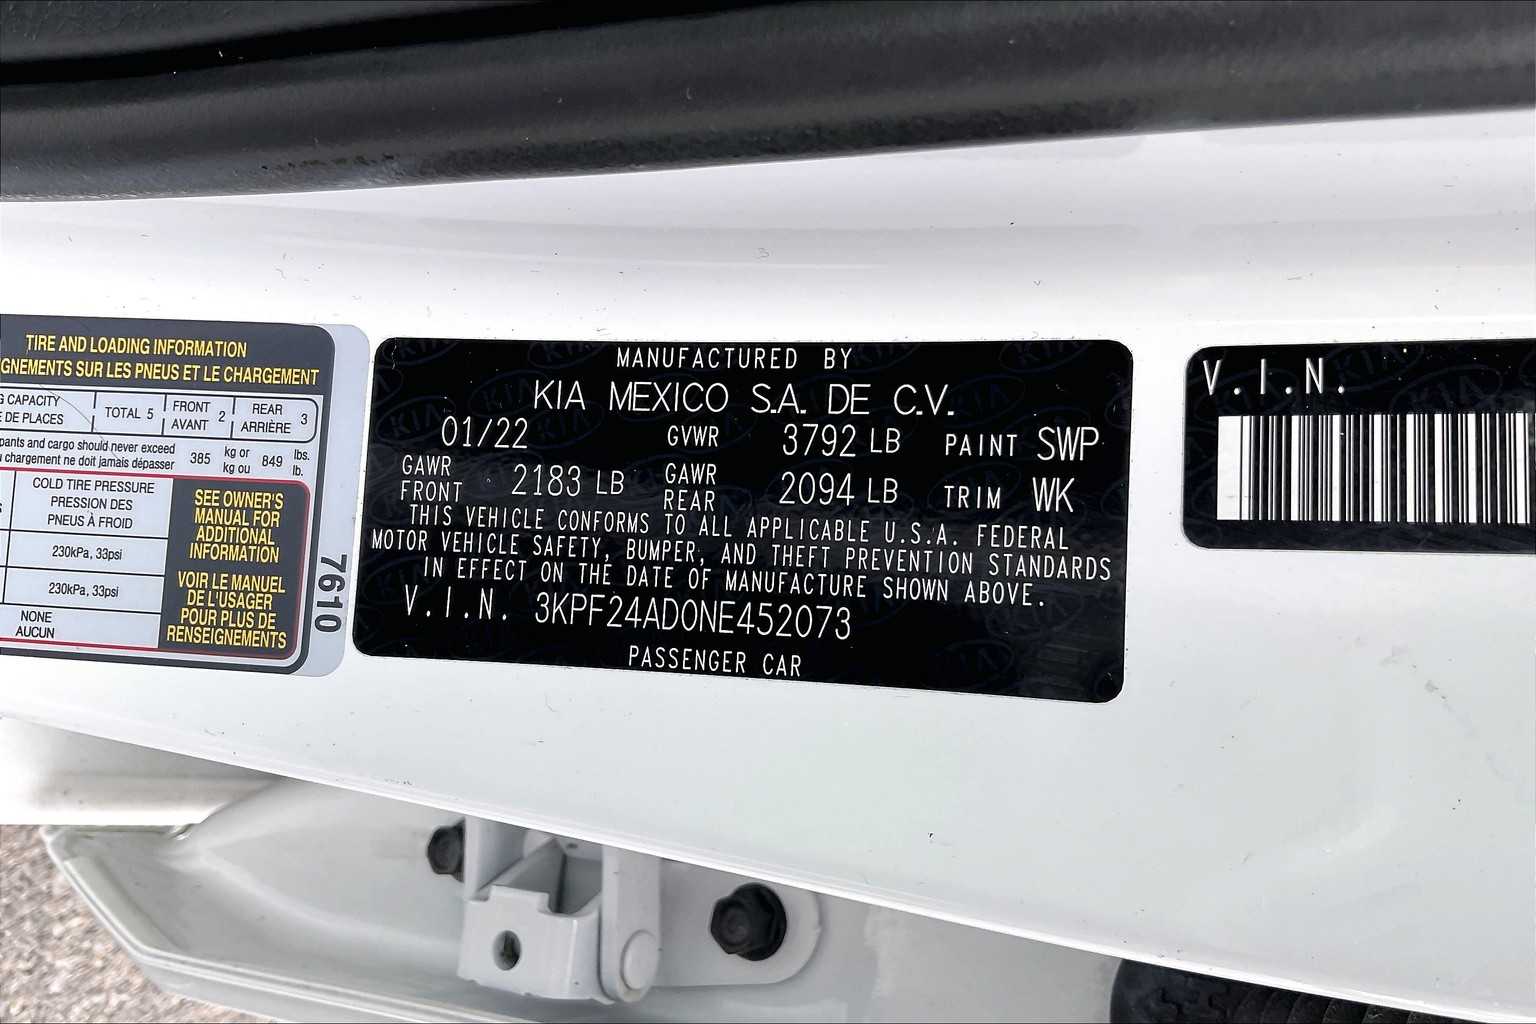 TIRE AND LOADING INFORMATION
GNEMENTS SUR LES PNEUS ET LE CHARGEMENT
G CAPACITY
E DE PLACES
TOTAL 5
FRONT
AVANT 2
REAR
ARRIÈRE 3
pants and cargo should never exceed
u chargement ne doit jamais dépasser
385 kg or
kg ou
849 lbs.
lb.
COLD TIRE PRESSURE
PRESSION DES
PNEUS À FROID
230kPa, 33psi
230kPa, 33psi
NONE
AUCUN
SEE OWNER'S
MANUAL FOR
ADDITIONAL
INFORMATION
VOIR LE MANUEL
DE L'USAGER
POUR PLUS DE
RENSEIGNEMENTS
7610
MANUFACTURED BY
KIA MEXICO S.A. DE C.V.
01/22 GVWR 3792 LB PAINT SWP
GAWR
FRONT 2183 LB GAWR
REAR 2094 LB TRIM WK
THIS VEHICLE CONFORMS TO ALL APPLICABLE U.S.A. FEDERAL
MOTOR VEHICLE SAFETY, BUMPER, AND THEFT PREVENTION STANDARDS
IN EFFECT ON THE DATE OF MANUFACTURE SHOWN ABOVE.
V.I.N. 3KPF24AD0NE452073
PASSENGER CAR
V.I.N.